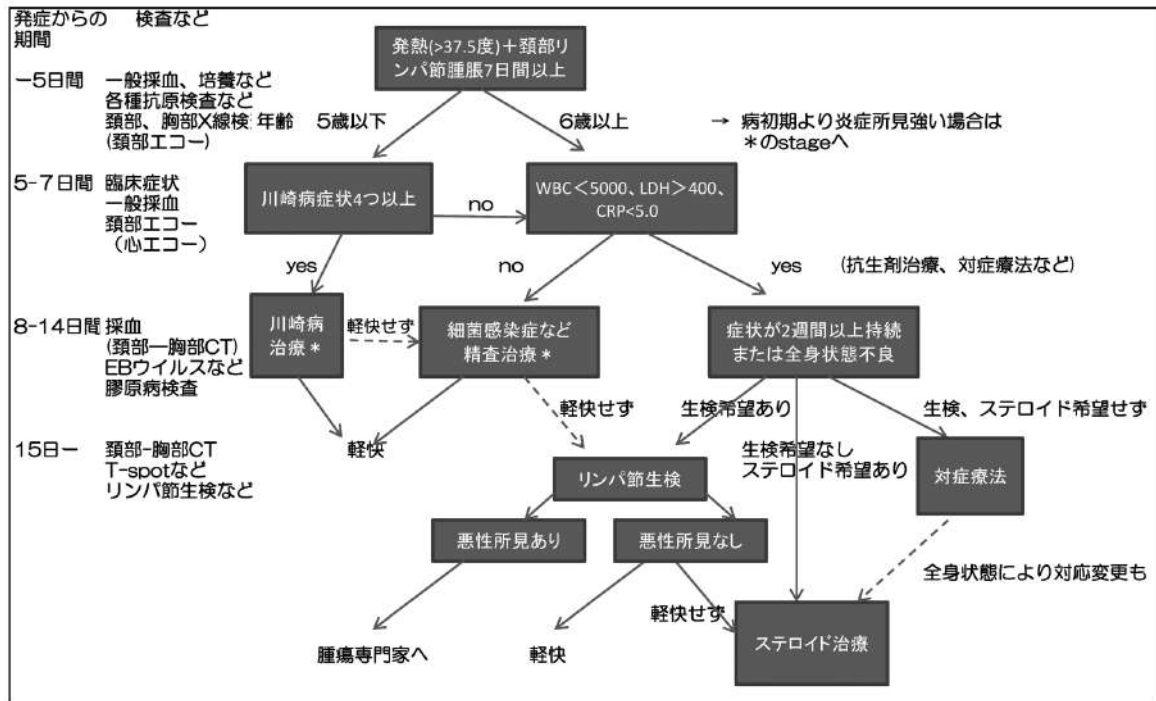 発症からの 検査など
期間
発熱(>37.5度)＋頚部リ
ンパ節腫脹7日間以上
ー5日間 一般採血、培養など
各種抗原検査など
頚部、胸部X線検 年齢 5歳以下 6歳以上
(頚部エコー)
→ 病初期より炎症所見強い場合は
＊のstageへ
5-7日間 臨床症状
一般採血
頚部エコー
（心エコー）
川崎病症状4つ以上
no
WBC＜5000、LDH＞400、
CRP<5.0
yes
no
yes (抗生剤治療、対症療法など)
8-14日間 採血
(頚部ー胸部CT)
EBウイルスなど
膠原病検査
川崎病
治療＊
軽快せず
細菌感染症など
精査治療＊
症状が2週間以上持続
または全身状態不良
軽快せず
生検希望あり
生検、ステロイド希望せず
15日ー 頚部-胸部CT
T-spotなど
リンパ節生検など
軽快
生検希望なし
ステロイド希望あり
リンパ節生検
対症療法
悪性所見あり
悪性所見なし
全身状態により対応変更も
軽快せず
腫瘍専門家へ
軽快
ステロイド治療